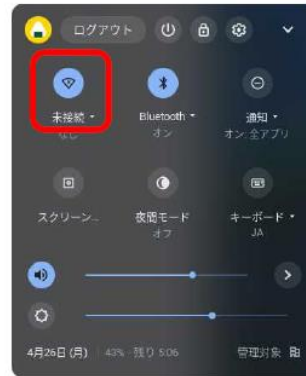 ログアウト
未接続
なし
Bluetooth
オン
通知
オン: 全アプリ
スクリーン...
夜間モード
オフ
キーボード
JA
4月26日 (月) 43% - 残り 5:06 管理対象